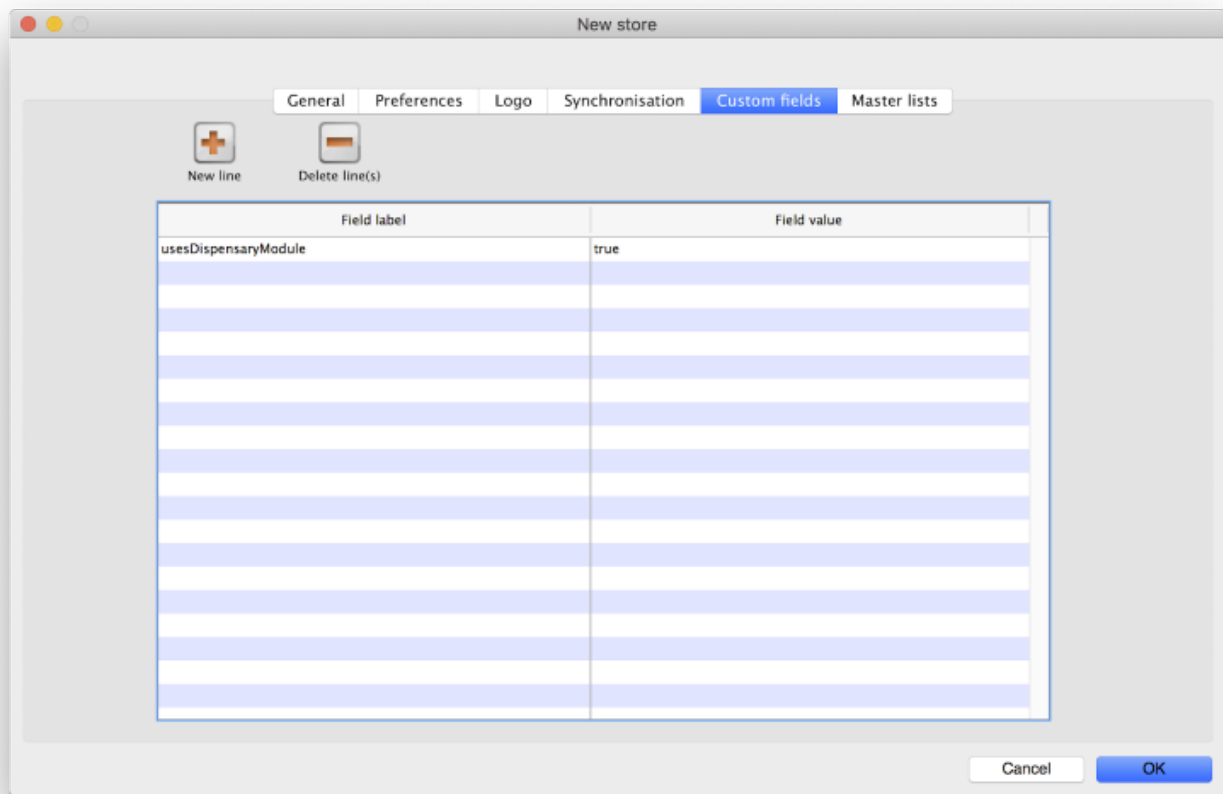 New store
General Preferences Logo Synchronisation Custom fields Master lists
New line Delete line(s)
Field label Field value
usesDispensaryModule true
Cancel OK